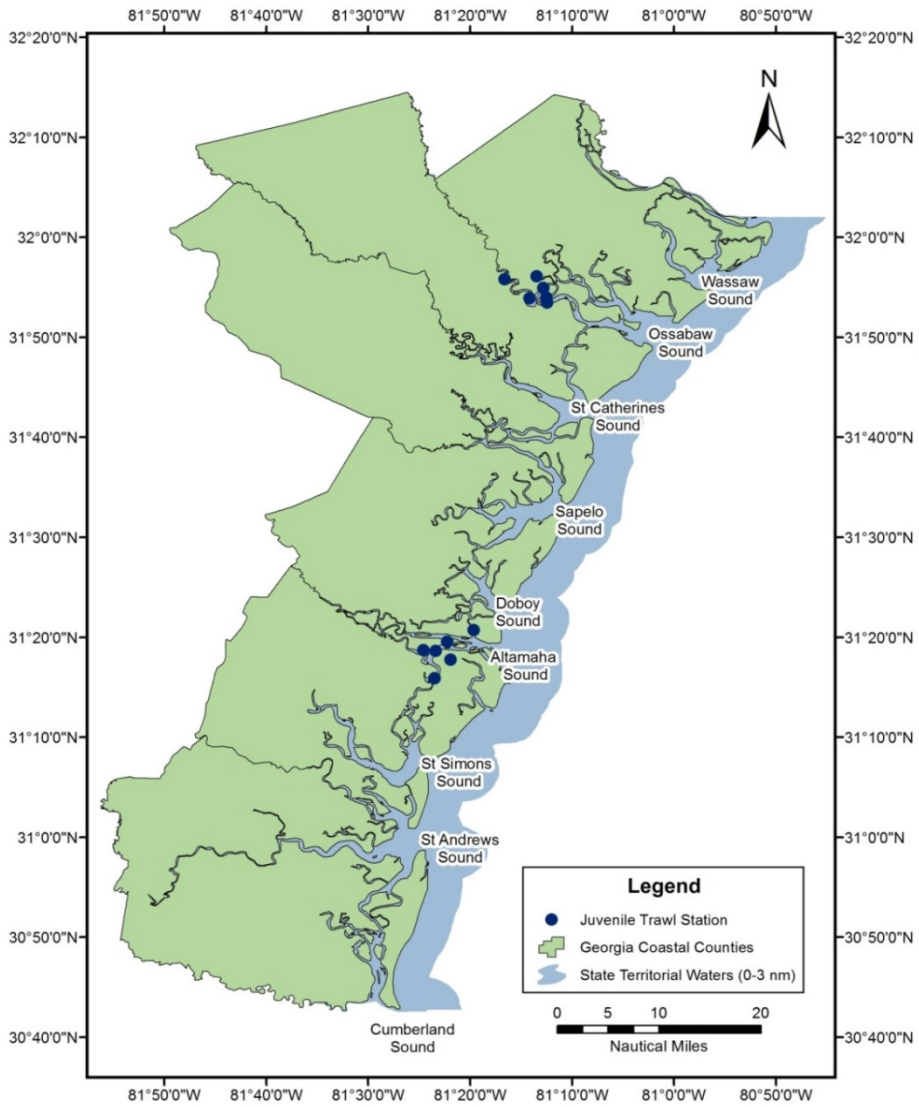 81°50'0"W 81°40'0"W 81°30'0"W 81°20'0"W 81°10'0"W 81°0'0"W 80°50'0"W
32°20'0"N 32°20'0"N
N
32°10'0"N 32°10'0"N
32°0'0"N 32°0'0"N
Wassaw
Sound
31°50'0"N 31°50'0"N
Ossabaw
Sound
St Catherines
Sound
31°40'0"N 31°40'0"N
Sapelo
Sound
31°30'0"N 31°30'0"N
Doboy
Sound
31°20'0"N 31°20'0"N
Altamaha
Sound
31°10'0"N 31°10'0"N
St Simons
Sound
31°0'0"N 31°0'0"N
St Andrews
Sound
Legend
Juvenile Trawl Station
Georgia Coastal Counties
State Territorial Waters (0-3 nm)
0 5 10 20
Nautical Miles
30°50'0"N 30°50'0"N
Cumberland
Sound
30°40'0"N 30°40'0"N
81°50'0"W 81°40'0"W 81°30'0"W 81°20'0"W 81°10'0"W 81°0'0"W 80°50'0"W